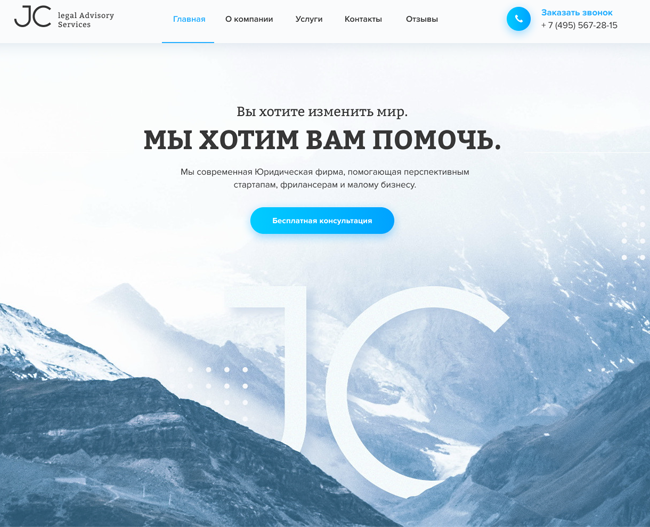 JC legal Advisory
Services
Главная О компании Услуги Контакты Отзывы
Заказать звонок
+ 7 (495) 567-28-15
Вы хотите изменить мир.
МЫ ХОТИМ ВАМ ПОМОЧЬ.
Мы современная Юридическая фирма, помогающая перспективным
стартапам, фрилансерам и малому бизнесу.
Бесплатная консультация
JC